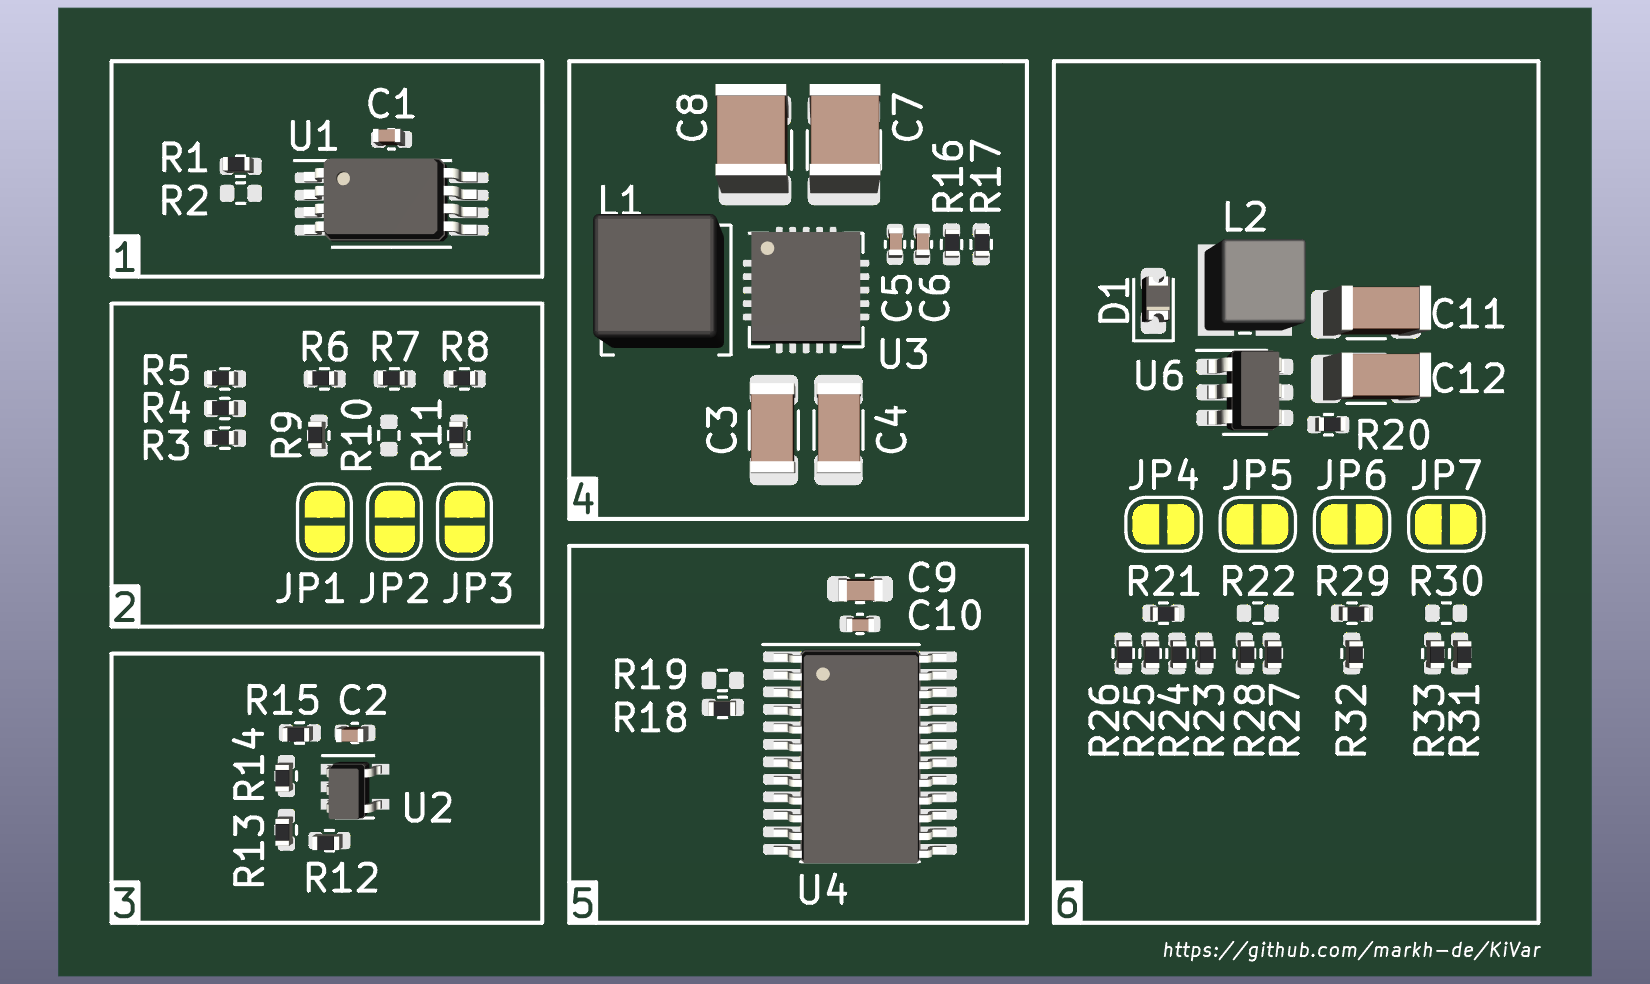 C1
U1
R1
R2
1
R6 R7 R8
R5
R4
R3
R9
R10
R11
JP1 JP2 JP3
2
R15 C2
R14
R13
U2
R12
3
C8
C7
R16
R17
L1
C5
C6
U3
C3
C4
4
C9
C10
R19
R18
U4
5
L2
D1
C11
U6
C12
R20
JP4 JP5 JP6 JP7
R21 R22 R29 R30
R26
R25
R24
R23
R28
R27
R32
R33
R31
6
https://github.com/markh-de/KiVar